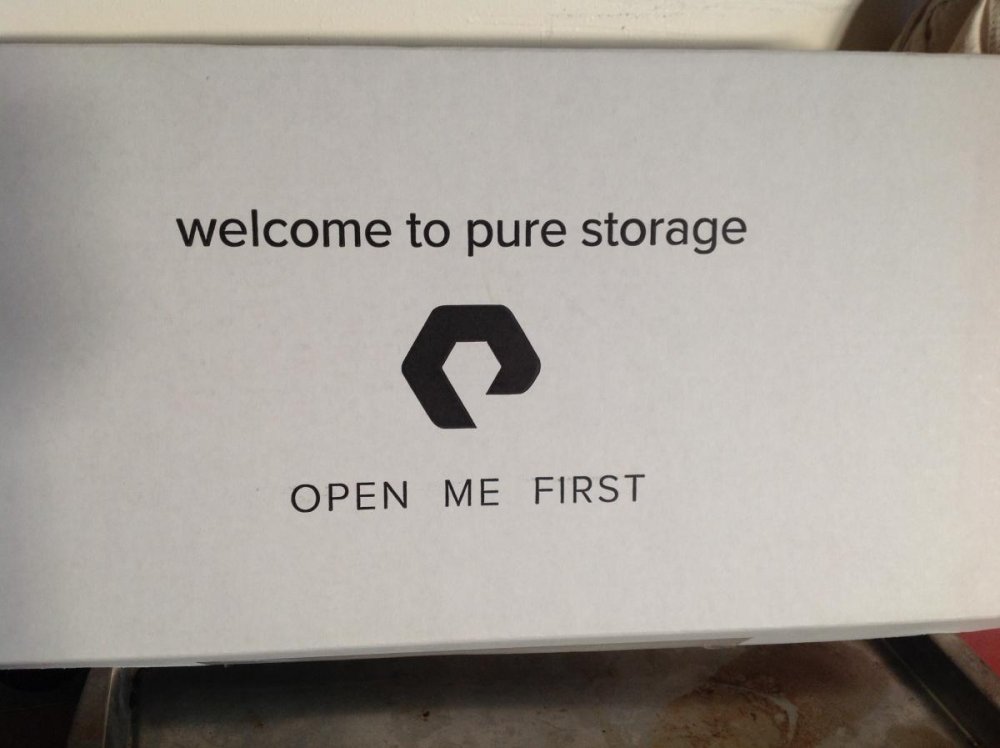 welcome to pure storage
OPEN ME FIRST